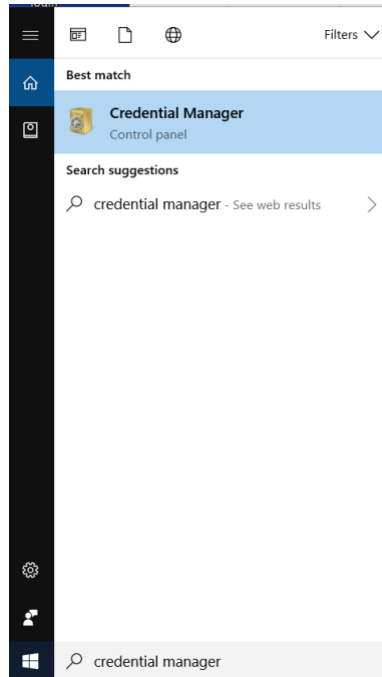 Filters
Best match
Credential Manager
Control panel
Search suggestions
credential manager - See web results
credential manager